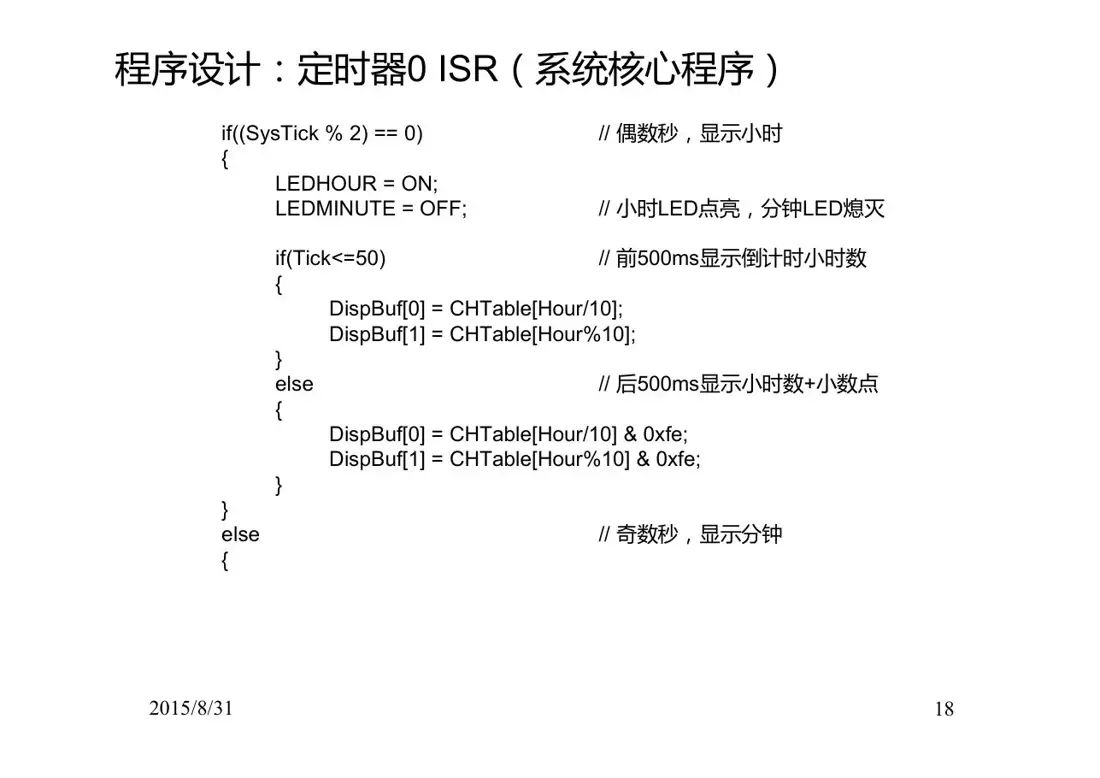 程序设计：定时器0 ISR（系统核心程序）
if((SysTick % 2) == 0) // 偶数秒，显示小时
{
LEDHOUR = ON;
LEDMINUTE = OFF; // 小时LED点亮，分钟LED熄灭
if(Tick<=50) // 前500ms显示倒计时小时数
{
DispBuf[0] = CHTable[Hour/10];
DispBuf[1] = CHTable[Hour%10];
}
else // 后500ms显示小时数+小数点
{
DispBuf[0] = CHTable[Hour/10] & 0xfe;
DispBuf[1] = CHTable[Hour%10] & 0xfe;
}
}
else // 奇数秒，显示分钟
{
2015/8/31 18